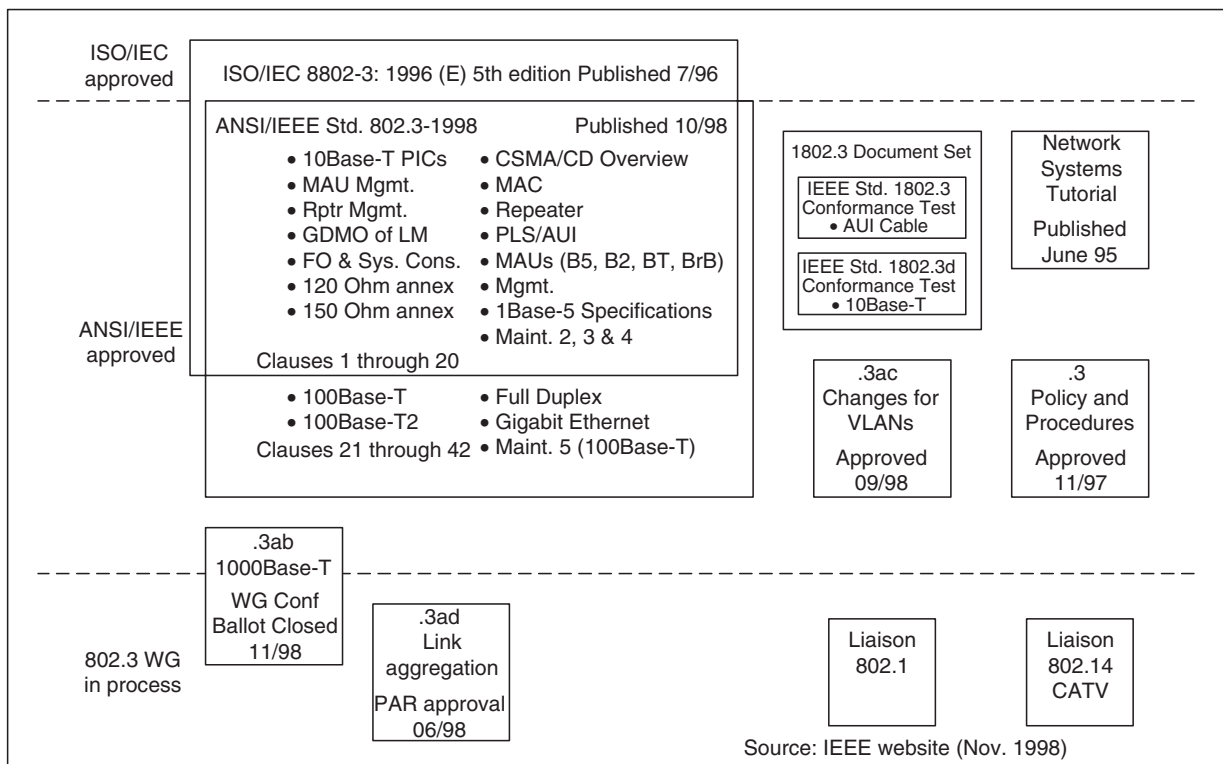 ISO/IEC
approved
ISO/IEC 8802-3: 1996 (E) 5th edition Published 7/96
ANSI/IEEE
approved
ANSI/IEEE Std. 802.3-1998 Published 10/98
• 10Base-T PICs
• MAU Mgmt.
• Rptr Mgmt.
• GDMO of LM
• FO & Sys. Cons.
• 120 Ohm annex
• 150 Ohm annex
• CSMA/CD Overview
• MAC
• Repeater
• PLS/AUI
• MAUs (B5, B2, BT, BrB)
• Mgmt.
• 1Base-5 Specifications
• Maint. 2, 3 & 4
Clauses 1 through 20
• 100Base-T
• 100Base-T2
Clauses 21 through 42
• Full Duplex
• Gigabit Ethernet
• Maint. 5 (100Base-T)
1802.3 Document Set
IEEE Std. 1802.3
Conformance Test
• AUI Cable
IEEE Std. 1802.3d
Conformance Test
• 10Base-T
Network
Systems
Tutorial
Published
June 95
.3ac
Changes for
VLANs
Approved
09/98
.3
Policy and
Procedures
Approved
11/97
802.3 WG
in process
.3ab
1000Base-T
WG Conf
Ballot Closed
11/98
.3ad
Link
aggregation
PAR approval
06/98
Liaison
802.1
Liaison
802.14
CATV
Source: IEEE website (Nov. 1998)